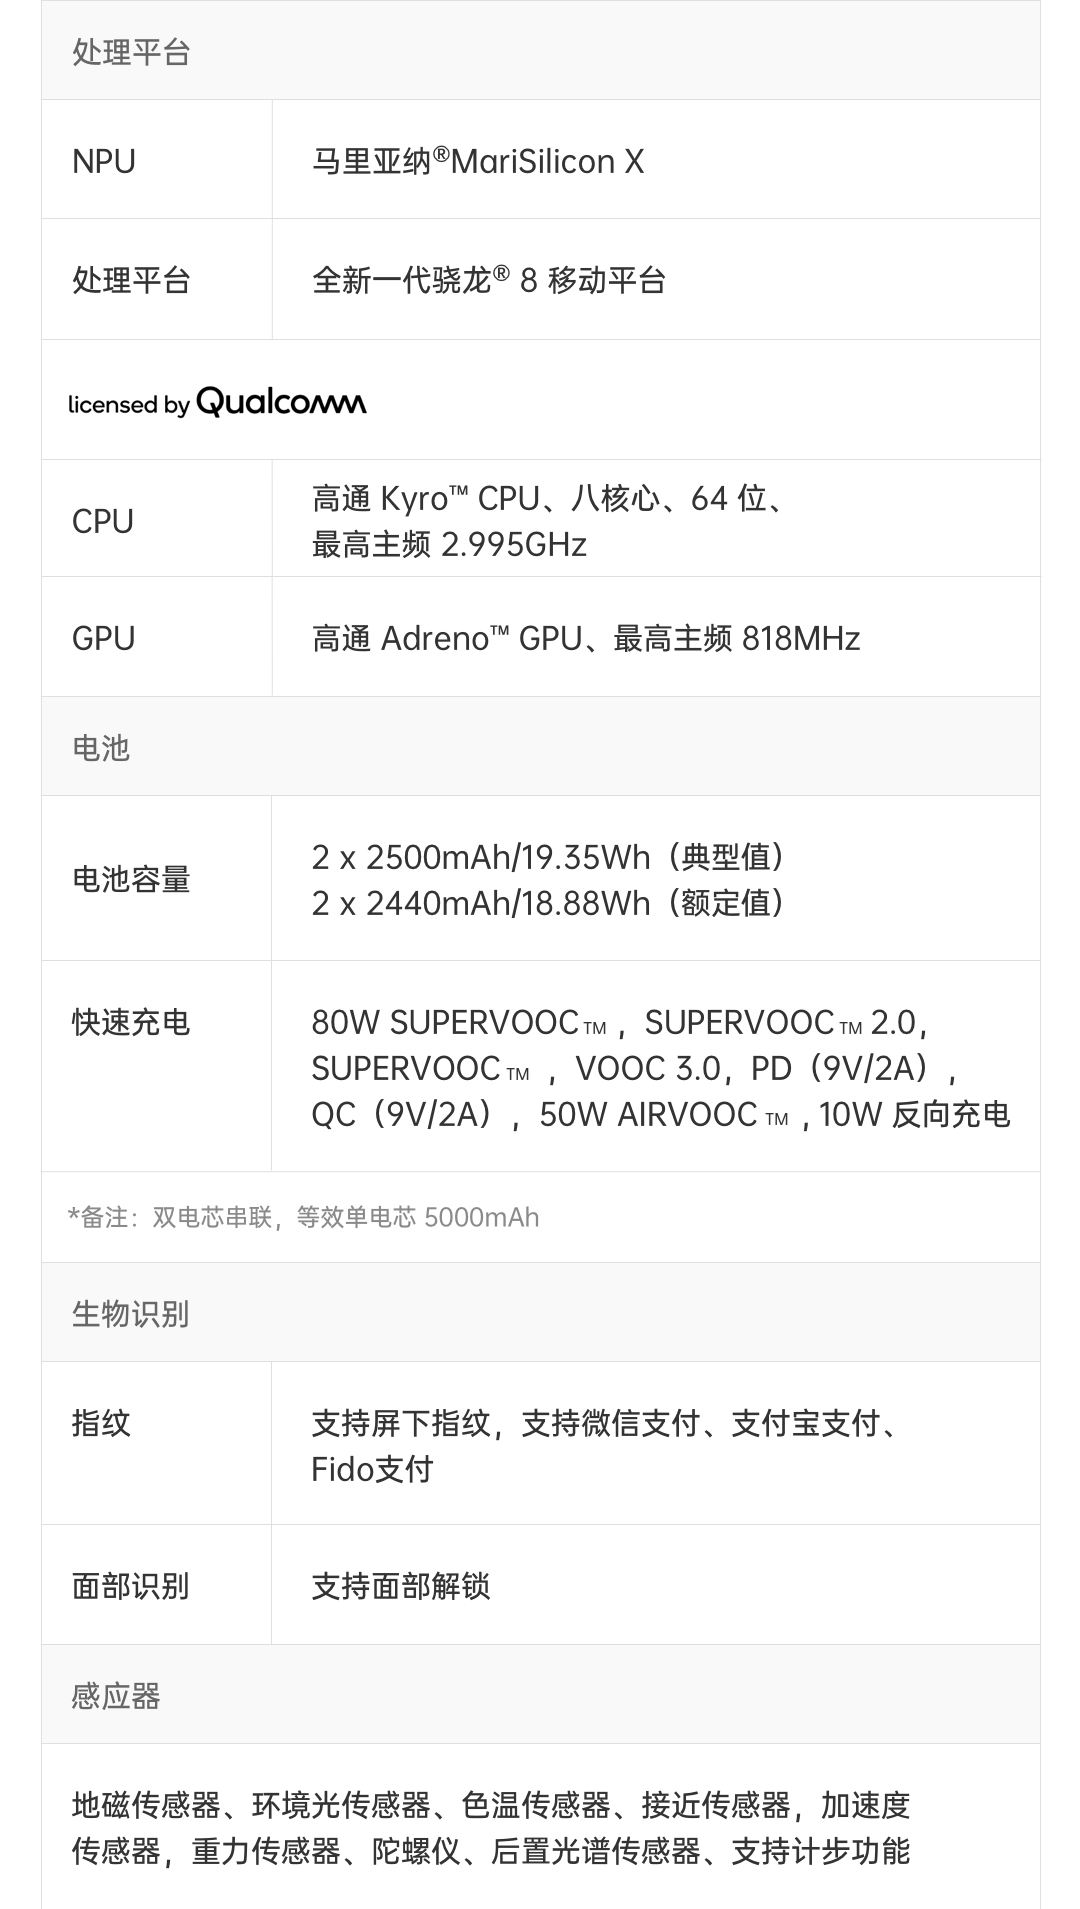 处理平台
NPU
马里亚纳®MariSilicon X
处理平台
全新一代骁龙® 8 移动平台
licensed by Qualcomm
CPU
高通 Kyro™ CPU、八核心、64 位、
最高主频 2.995GHz
GPU
高通 Adreno™ GPU、最高主频 818MHz
电池
电池容量
2 x 2500mAh/19.35Wh（典型值）
2 x 2440mAh/18.88Wh（额定值）
快速充电
80W SUPERVOOC™ ，SUPERVOOC™ 2.0，
SUPERVOOC™ ，VOOC 3.0，PD（9V/2A），
QC（9V/2A），50W AIRVOOC™ ，10W 反向充电
*备注：双电芯串联，等效单电芯 5000mAh
生物识别
指纹
支持屏下指纹，支持微信支付、支付宝支付、
Fido支付
面部识别
支持面部解锁
感应器
地磁传感器、环境光传感器、色温传感器、接近传感器，加速度
传感器，重力传感器、陀螺仪、后置光谱传感器、支持计步功能